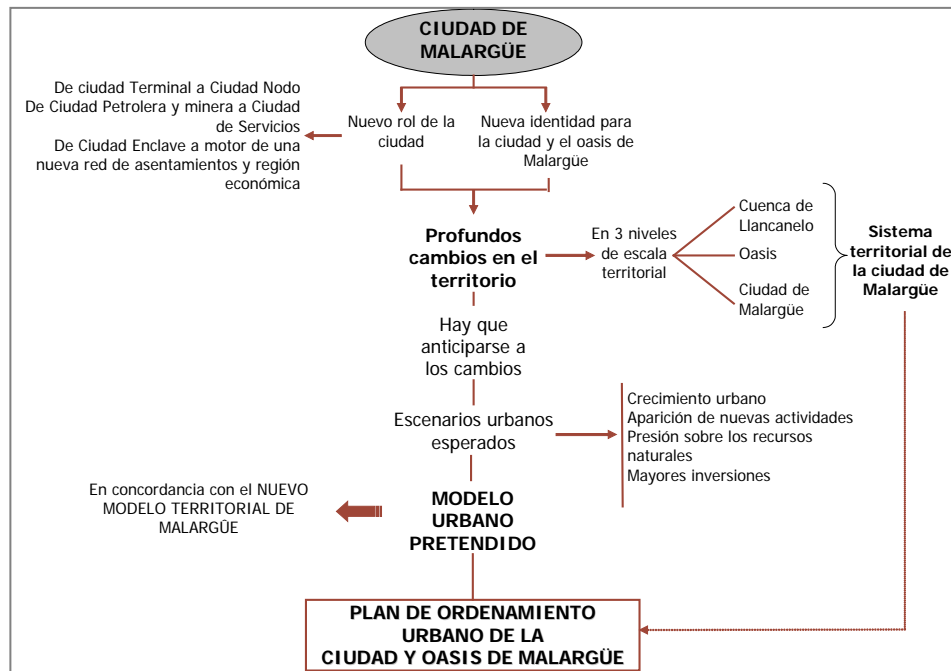 CIUDAD DE
MALARGÜE
De ciudad Terminal a Ciudad Nodo
De Ciudad Petrolera y minera a Ciudad
de Servicios
De Ciudad Enclave a motor de una
nueva red de asentamientos y región
económica
Nuevo rol de la
ciudad
Nueva identidad para
la ciudad y el oasis de
Malargüe
Profundos
cambios en el
territorio
En 3 niveles
de escala
territorial
Cuenca de
Llancanelo
Oasis
Ciudad de
Malargüe
Sistema
territorial de
la ciudad de
Malargüe
Hay que
anticiparse a
los cambios
Escenarios urbanos
esperados
Crecimiento urbano
Aparición de nuevas actividades
Presión sobre los recursos
naturales
Mayores inversiones
En concordancia con el NUEVO
MODELO TERRITORIAL DE
MALARGÜE
MODELO
URBANO
PRETENDIDO
PLAN DE ORDENAMIENTO
URBANO DE LA
CIUDAD Y OASIS DE MALARGÜE